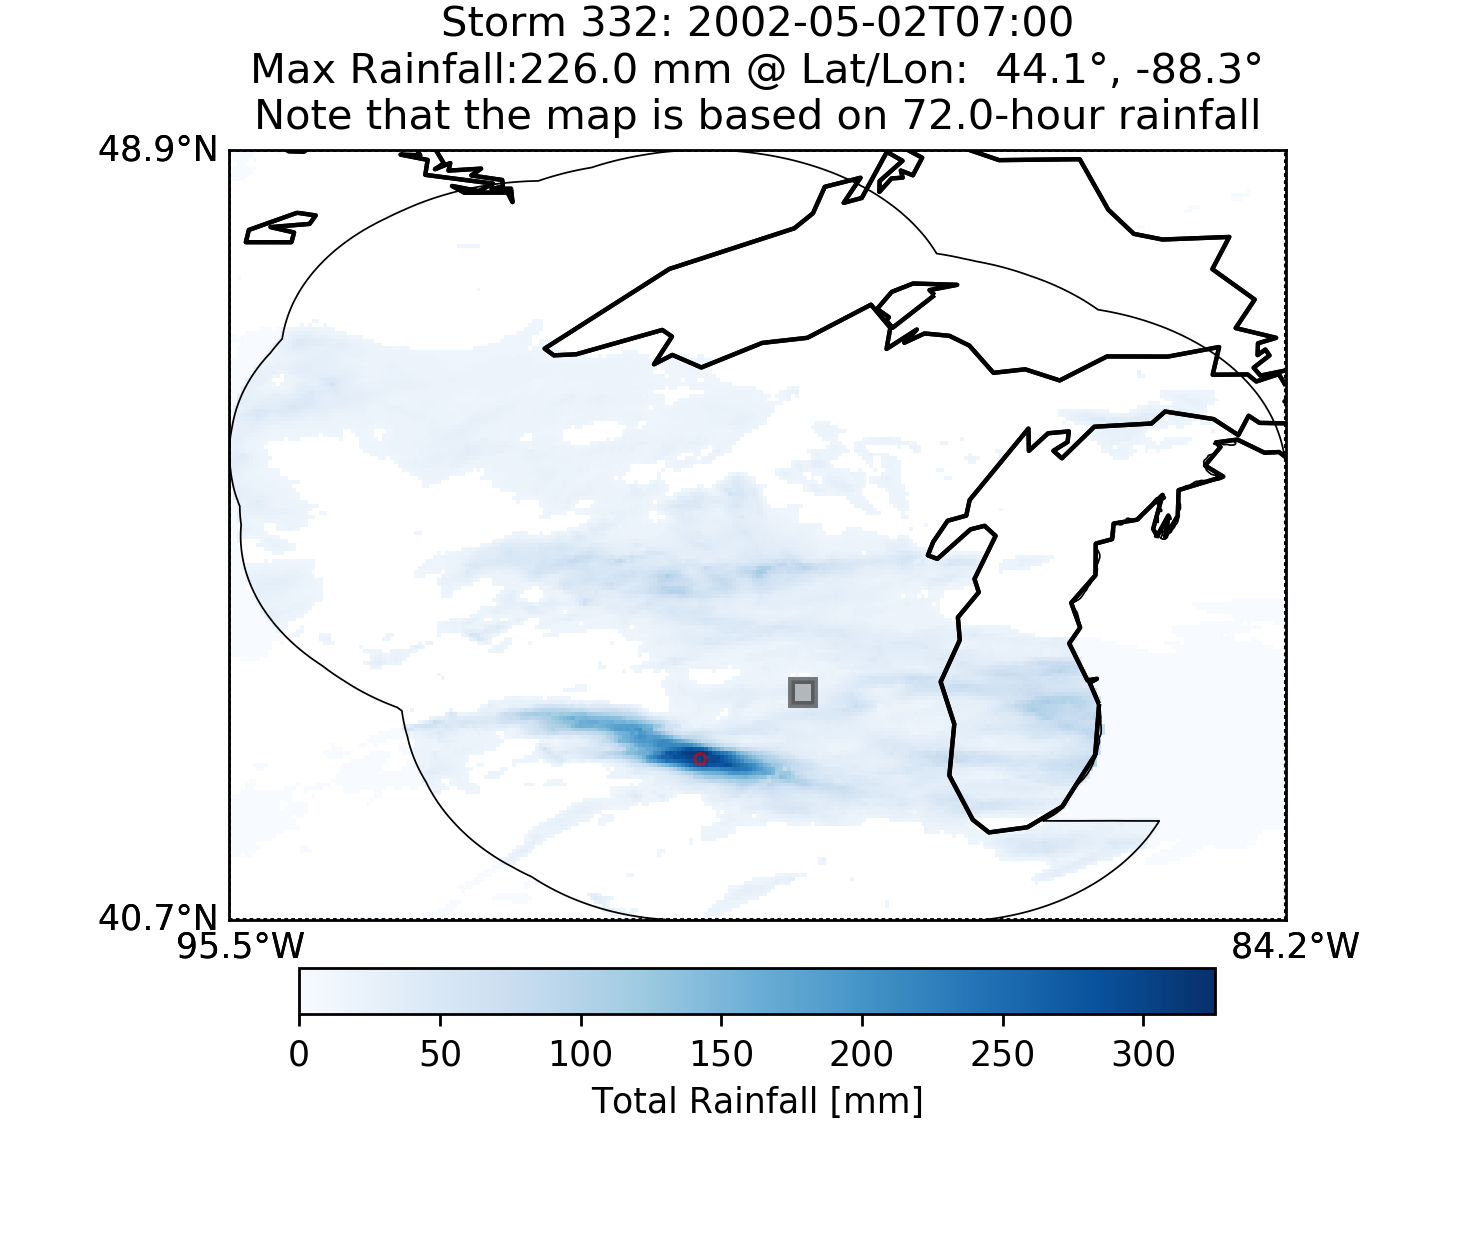 Storm 332: 2002-05-02T07:00
Max Rainfall:226.0 mm @ Lat/Lon:  44.1°, -88.3°
Note that the map is based on 72.0-hour rainfall
48.9°N
40.7°N
95.5°W 84.2°W
0 50 100 150 200 250 300
Total Rainfall [mm]